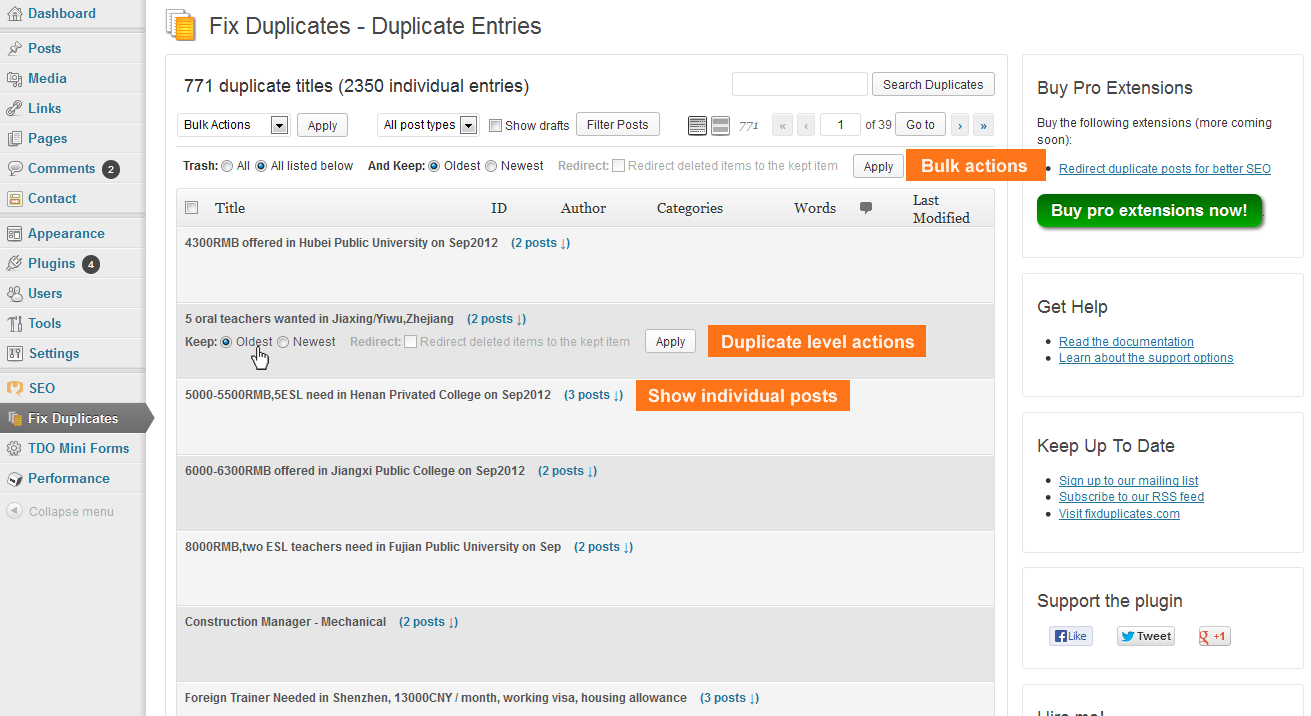 Dashboard
Posts
Media
Links
Pages
Comments 2
Contact
Appearance
Plugins 4
Users
Tools
Settings
SEO
Fix Duplicates
TDO Mini Forms
Performance
Collapse menu
Fix Duplicates - Duplicate Entries
771 duplicate titles (2350 individual entries)
Search Duplicates
Bulk Actions Apply All post types Show drafts Filter Posts 771 « ‹ 1 of 39 Go to › »
Trash: All All listed below And Keep: Oldest Newest Redirect: Redirect deleted items to the kept item Apply Bulk actions
Title ID Author Categories Words Last Modified
4300RMB offered in Hubei Public University on Sep2012 (2 posts ↓)
5 oral teachers wanted in Jiaxing/Yiwu,Zhejiang (2 posts ↓)
Keep: Oldest Newest Redirect: Redirect deleted items to the kept item Apply Duplicate level actions
5000-5500RMB,5ESL need in Henan Privated College on Sep2012 (3 posts ↓) Show individual posts
6000-6300RMB offered in Jiangxi Public College on Sep2012 (2 posts ↓)
8000RMB,two ESL teachers need in Fujian Public University on Sep (2 posts ↓)
Construction Manager - Mechanical (2 posts ↓)
Foreign Trainer Needed in Shenzhen, 13000CNY / month, working visa, housing allowance (3 posts ↓)
Buy Pro Extensions
Buy the following extensions (more coming
soon):
Redirect duplicate posts for better SEO
Buy pro extensions now!
Get Help
Read the documentation
Learn about the support options
Keep Up To Date
Sign up to our mailing list
Subscribe to our RSS feed
Visit fixduplicates.com
Support the plugin
Like Tweet +1
Hire me!